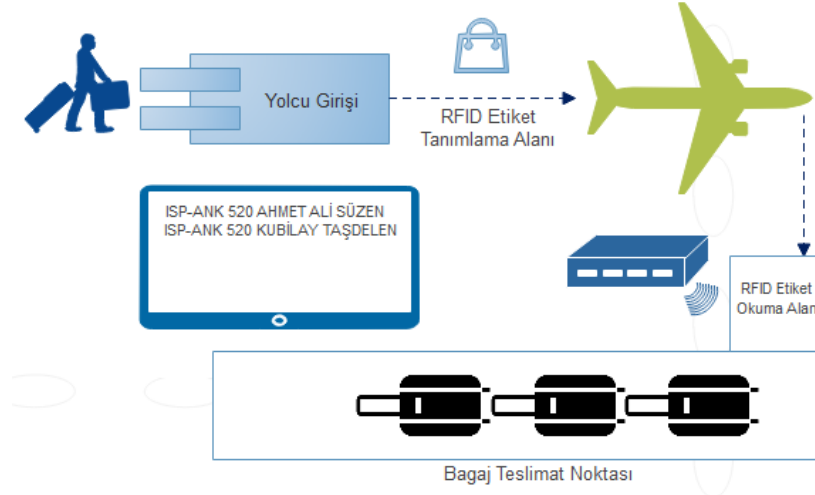 Yolcu Girişi
RFID Etiket
Tanımlama Alanı
ISP-ANK 520 AHMET ALİ SÜZEN
ISP-ANK 520 KUBİLAY TAŞDELEN
RFID Etiket
Okuma Alanı
Bagaj Teslimat Noktası